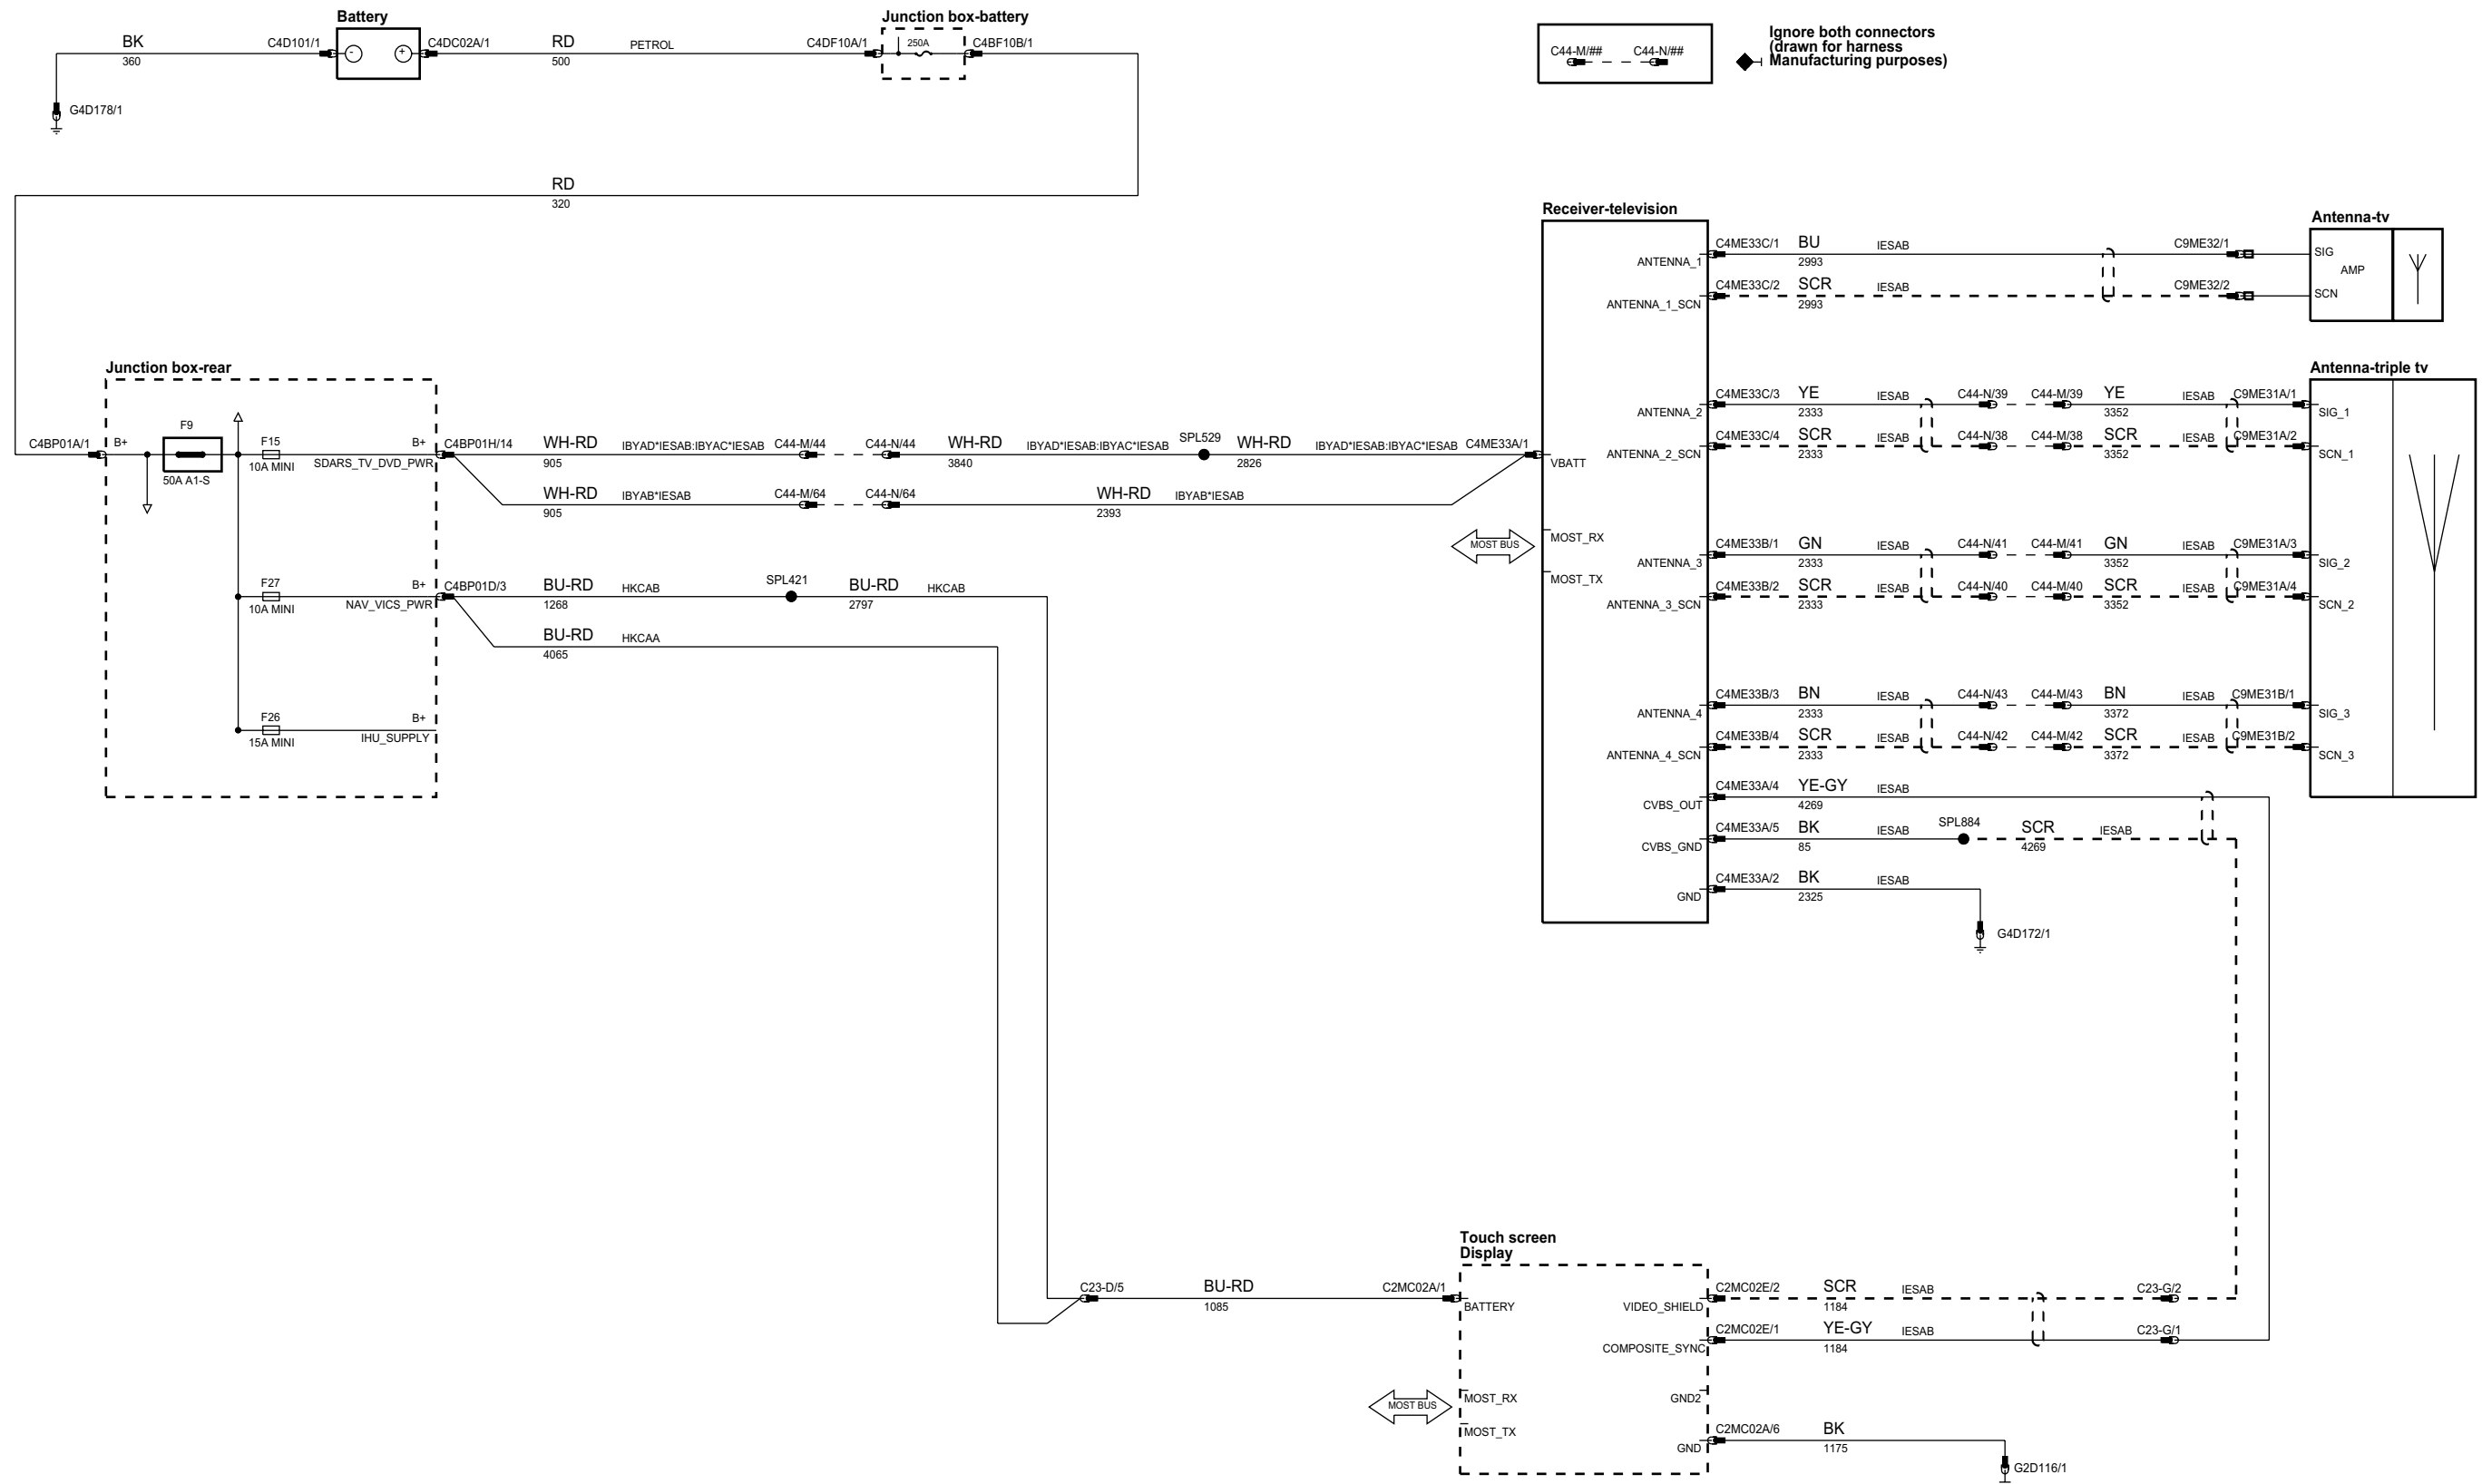 Battery
Junction box-battery
BK
360
C4D101/1
-
+
C4DC02A/1
RD
500
PETROL
C4DF10A/1
250A
C4BF10B/1
G4D178/1
C44-M/##
C44-N/##
Ignore both connectors
(drawn for harness
Manufacturing purposes)
RD
320
Receiver-television
ANTENNA_1
C4ME33C/1
BU
2993
IESAB
C9ME32/1
ANTENNA_1_SCN
C4ME33C/2
SCR
2993
IESAB
C9ME32/2
Antenna-tv
SIG
AMP
SCN
Junction box-rear
C4BP01A/1
B+
F9
50A A1-S
F15
10A MINI
B+
SDARS_TV_DVD_PWR
C4BP01H/14
WH-RD
905
IBYAD*IESAB:IBYAC*IESAB
C44-M/44
C44-N/44
WH-RD
3840
IBYAD*IESAB:IBYAC*IESAB
SPL529
WH-RD
2826
IBYAD*IESAB:IBYAC*IESAB
C4ME33A/1
VBATT
WH-RD
905
IBYAB*IESAB
C44-M/64
C44-N/64
WH-RD
2393
IBYAB*IESAB
F27
10A MINI
B+
NAV_VICS_PWR
C4BP01D/3
BU-RD
1268
HKCAB
SPL421
BU-RD
2797
HKCAB
BU-RD
4065
HKCAA
F26
15A MINI
B+
IHU_SUPPLY
MOST BUS
MOST_RX
MOST_TX
ANTENNA_2
C4ME33C/3
YE
2333
IESAB
C44-N/39
C44-M/39
YE
3352
IESAB
C9ME31A/1
Antenna-triple tv
SIG_1
ANTENNA_2_SCN
C4ME33C/4
SCR
2333
IESAB
C44-N/38
C44-M/38
SCR
3352
IESAB
C9ME31A/2
SCN_1
ANTENNA_3
C4ME33B/1
GN
2333
IESAB
C44-N/41
C44-M/41
GN
3352
IESAB
C9ME31A/3
SIG_2
ANTENNA_3_SCN
C4ME33B/2
SCR
2333
IESAB
C44-N/40
C44-M/40
SCR
3352
IESAB
C9ME31A/4
SCN_2
ANTENNA_4
C4ME33B/3
BN
2333
IESAB
C44-N/43
C44-M/43
BN
3372
IESAB
C9ME31B/1
SIG_3
ANTENNA_4_SCN
C4ME33B/4
SCR
2333
IESAB
C44-N/42
C44-M/42
SCR
3372
IESAB
C9ME31B/2
SCN_3
CVBS_OUT
C4ME33A/4
YE-GY
4269
IESAB
CVBS_GND
C4ME33A/5
BK
85
IESAB
SPL884
SCR
4269
IESAB
GND
C4ME33A/2
BK
2325
IESAB
G4D172/1
Touch screen
Display
C23-D/5
BU-RD
1085
C2MC02A/1
BATTERY
VIDEO_SHIELD
C2MC02E/2
SCR
1184
IESAB
C23-G/2
COMPOSITE_SYNC
C2MC02E/1
YE-GY
1184
IESAB
C23-G/1
MOST BUS
MOST_RX
MOST_TX
GND2
GND
C2MC02A/6
BK
1175
G2D116/1